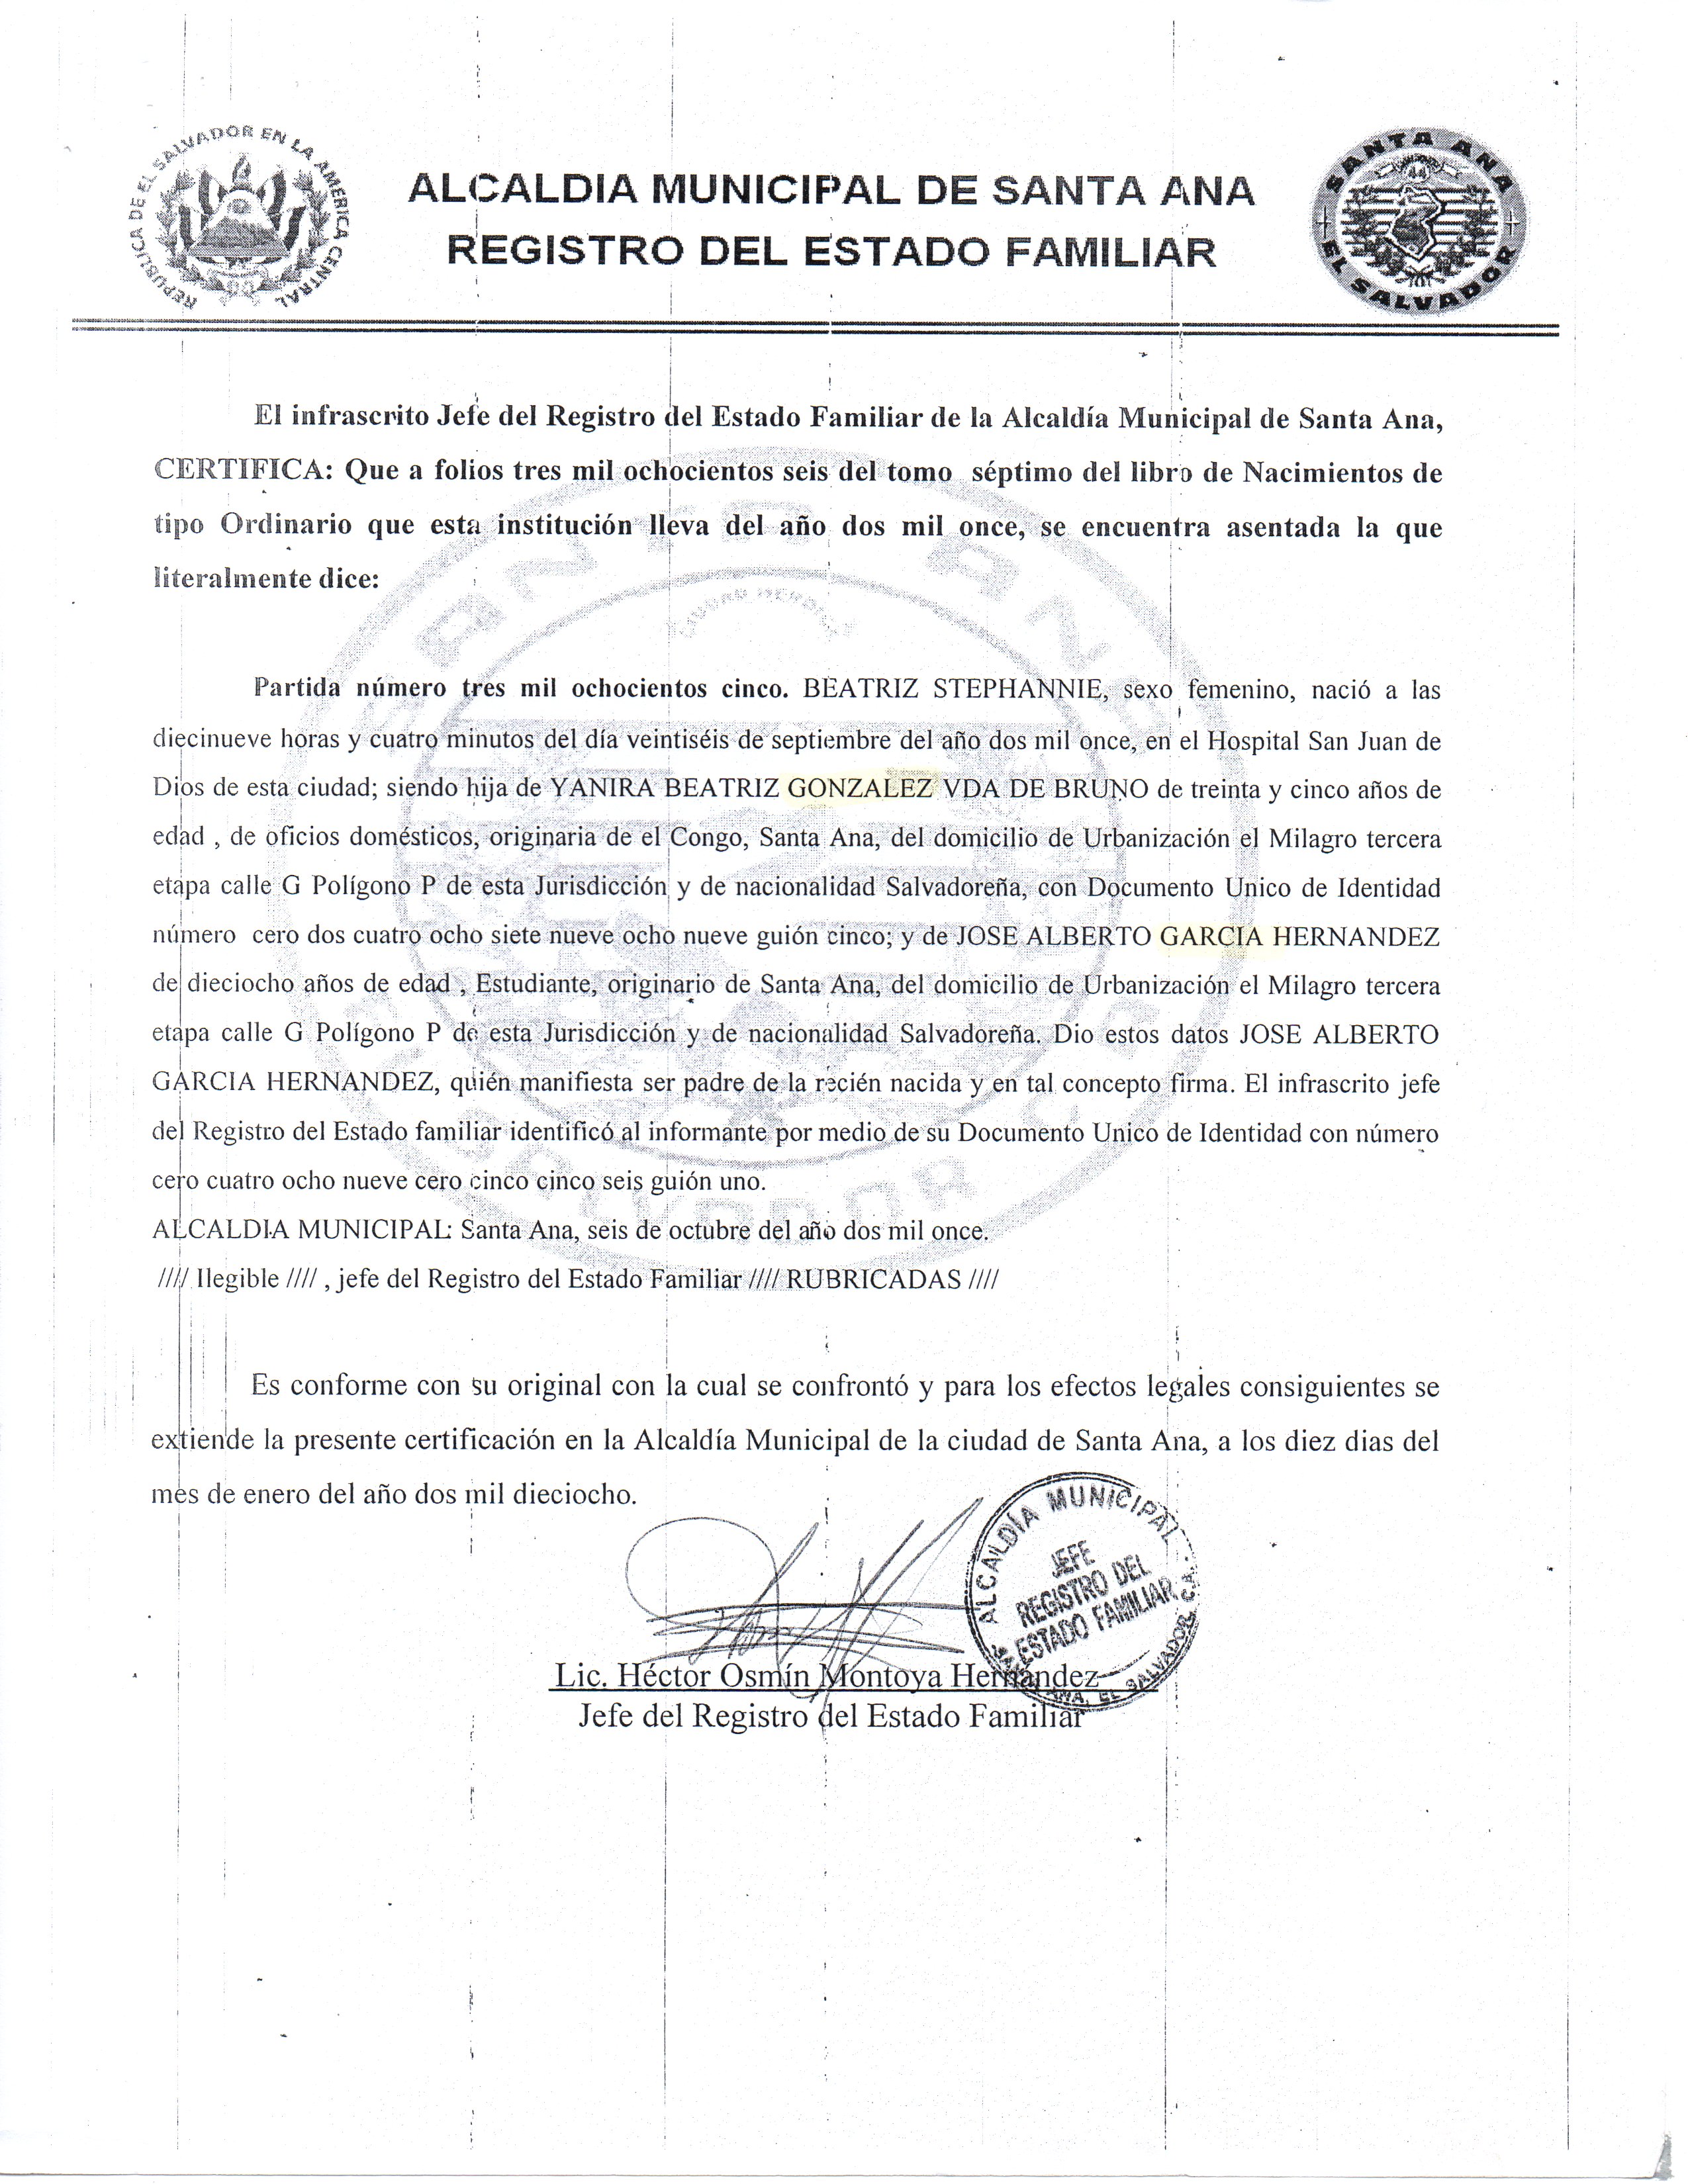 REPUBLICA DE EL SALVADOR EN LA AMERICA CENTRAL
ALCALDIA MUNICIPAL DE SANTA ANA
REGISTRO DEL ESTADO FAMILIAR
SANTA ANA
44
EL SALVADOR
El infrascrito Jefe del Registro del Estado Familiar de la Alcaldía Municipal de Santa Ana,
CERTIFICA: Que a folios tres mil ochocientos seis del tomo séptimo del libro de Nacimientos de
tipo Ordinario que esta institución lleva del año dos mil once, se encuentra asentada la que
literalmente dice:
Partida número tres mil ochocientos cinco. BEATRIZ STEPHANNIE, sexo femenino, nació a las
diecinueve horas y cuatro minutos del día veintiséis de septiembre del año dos mil once, en el Hospital San Juan de
Dios de esta ciudad; siendo hija de YANIRA BEATRIZ GONZALEZ VDA DE BRUNO de treinta y cinco años de
edad , de oficios domésticos, originaria de el Congo, Santa Ana, del domicilio de Urbanización el Milagro tercera
etapa calle G Polígono P de esta Jurisdicción y de nacionalidad Salvadoreña, con Documento Unico de Identidad
número cero dos cuatro ocho siete nueve ocho nueve guión cinco; y de JOSE ALBERTO GARCIA HERNANDEZ
de dieciocho años de edad , Estudiante, originario de Santa Ana, del domicilio de Urbanización el Milagro tercera
etapa calle G Polígono P de esta Jurisdicción y de nacionalidad Salvadoreña. Dio estos datos JOSE ALBERTO
GARCIA HERNANDEZ, quién manifiesta ser padre de la recién nacida y en tal concepto firma. El infrascrito jefe
del Registro del Estado familiar identificó al informante por medio de su Documento Unico de Identidad con número
cero cuatro ocho nueve cero cinco cinco seis guión uno.
ALCALDIA MUNICIPAL: Santa Ana, seis de octubre del año dos mil once.
//// Ilegible //// , jefe del Registro del Estado Familiar //// RUBRICADAS ////
Es conforme con su original con la cual se confrontó y para los efectos legales consiguientes se
extiende la presente certificación en la Alcaldía Municipal de la ciudad de Santa Ana, a los diez dias del
mes de enero del año dos mil dieciocho.
ALCALDÍA MUNICIPAL
JEFE
REGISTRO DEL
ESTADO FAMILIAR
SANTA ANA, EL SALVADOR, C.A.
Lic. Héctor Osmín Montoya Hernández
Jefe del Registro del Estado Familiar